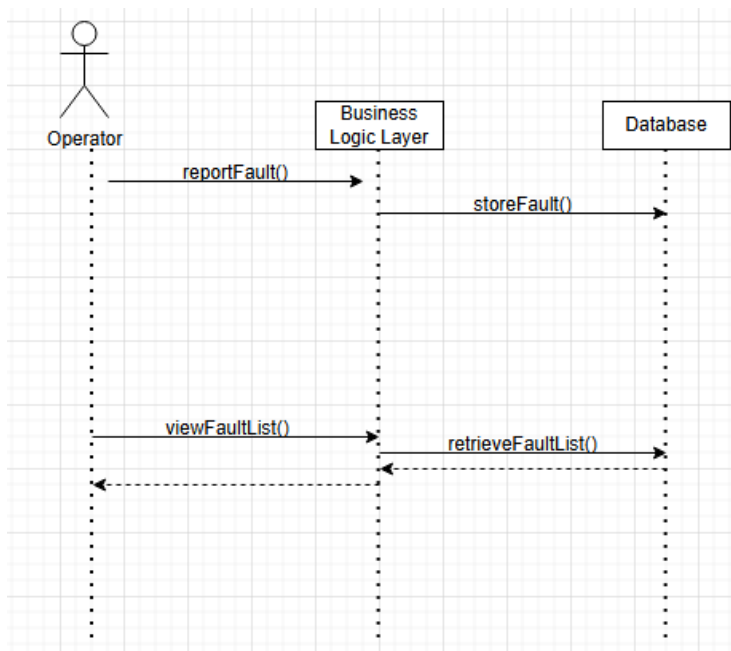 Operator
Business
Logic Layer
Database
reportFault()
storeFault()
viewFaultList()
retrieveFaultList()